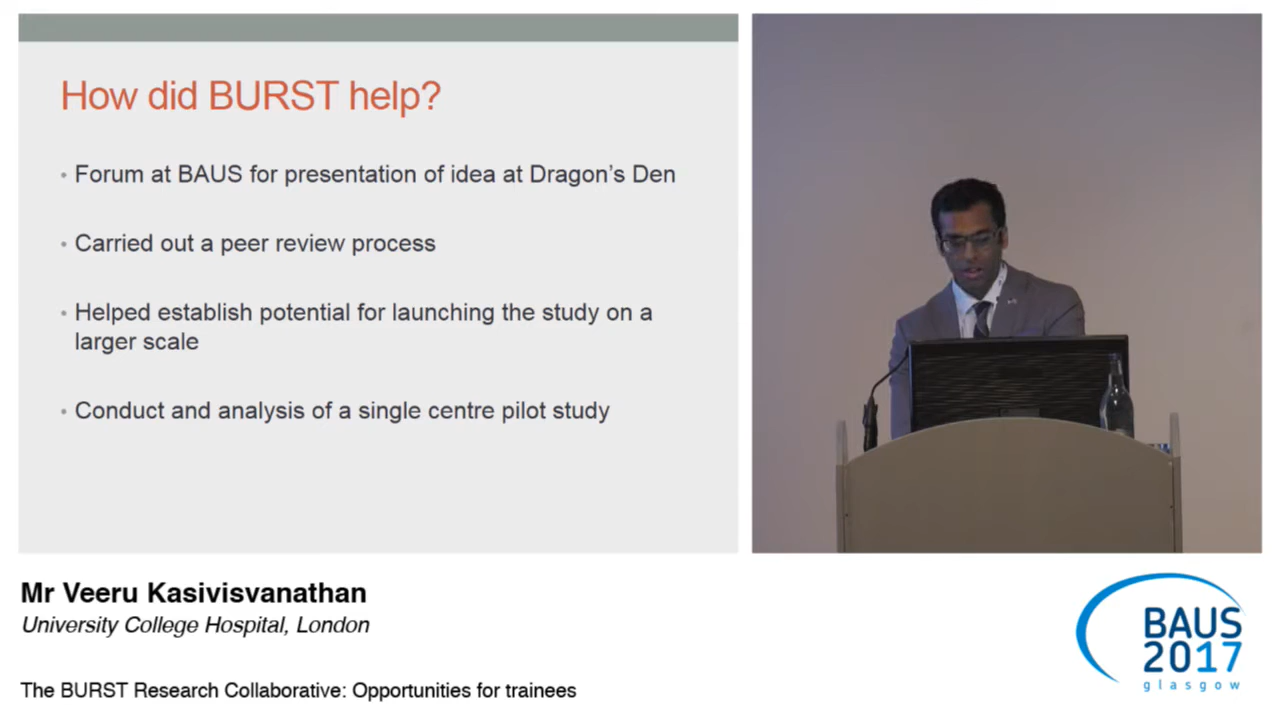 How did BURST help?
• Forum at BAUS for presentation of idea at Dragon's Den
• Carried out a peer review process
• Helped establish potential for launching the study on a
larger scale
• Conduct and analysis of a single centre pilot study
Mr Veeru Kasivisvanathan
University College Hospital, London
The BURST Research Collaborative: Opportunities for trainees
BAUS
2017
glasgow